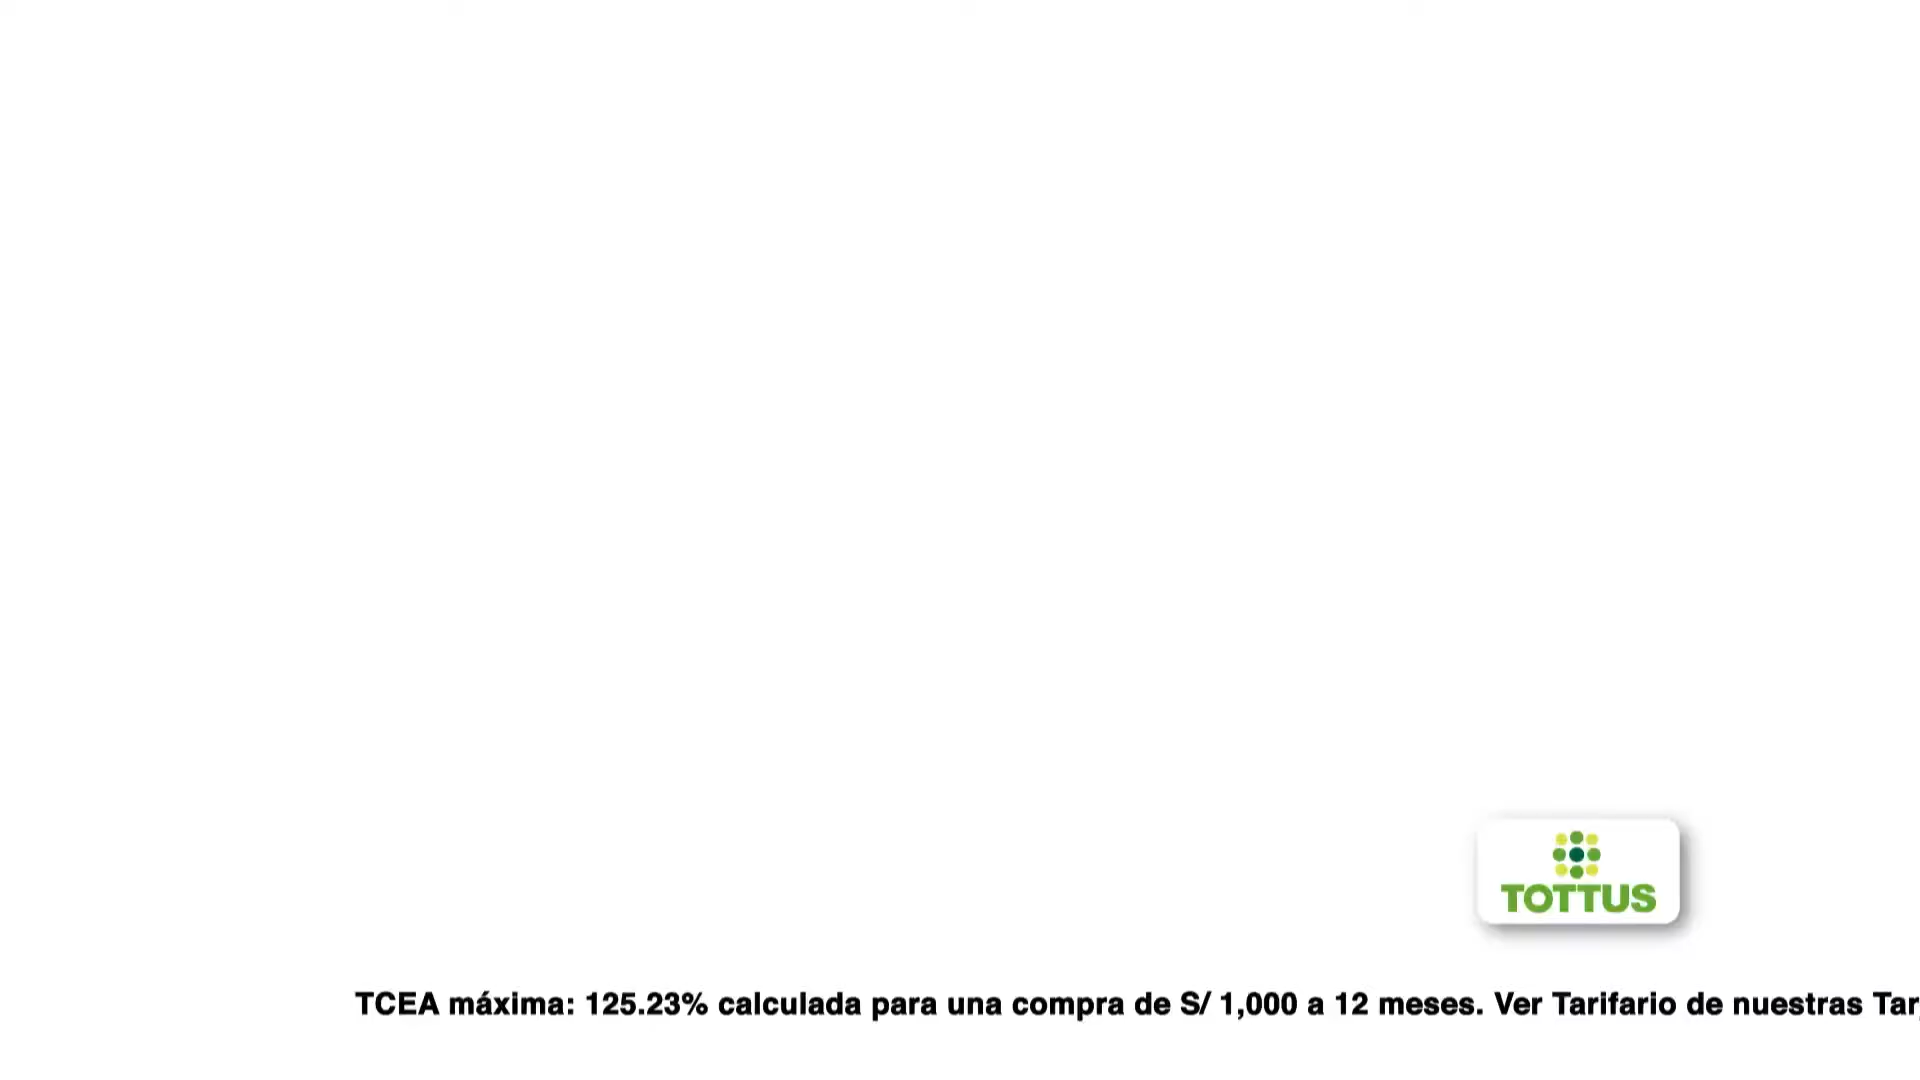 TOTTUS
TCEA máxima: 125.23% calculada para una compra de S/ 1,000 a 12 meses. Ver Tarifario de nuestras